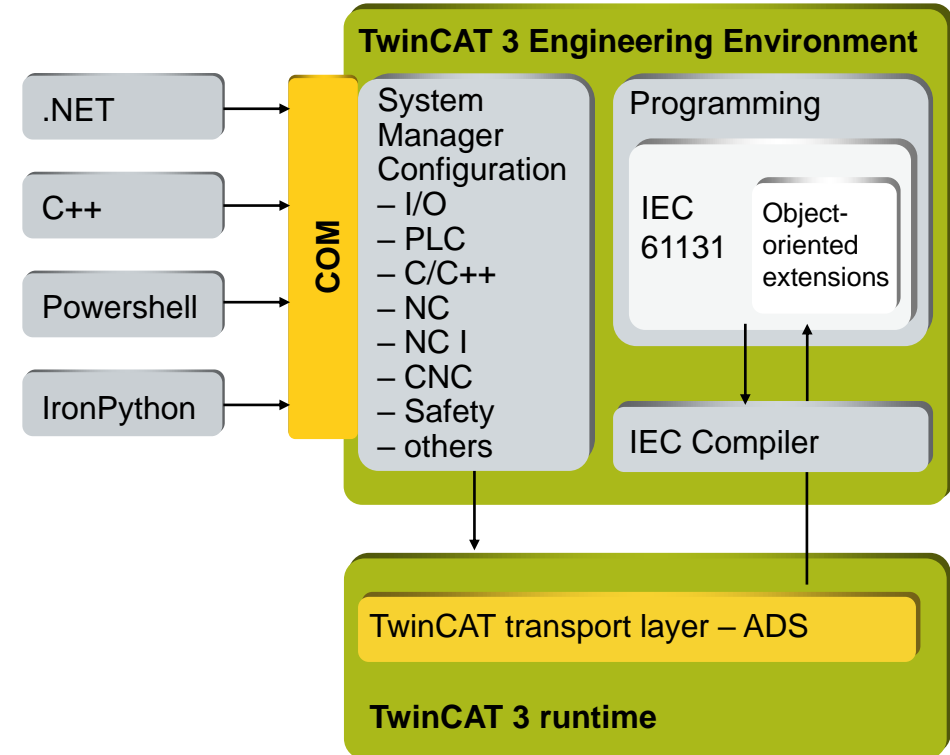 TwinCAT 3 Engineering Environment
.NET
C++
Powershell
IronPython
COM
System
Manager
Configuration
– I/O
– PLC
– C/C++
– NC
– NC I
– CNC
– Safety
– others
Programming
IEC
61131
Object-
oriented
extensions
IEC Compiler
TwinCAT transport layer – ADS
TwinCAT 3 runtime